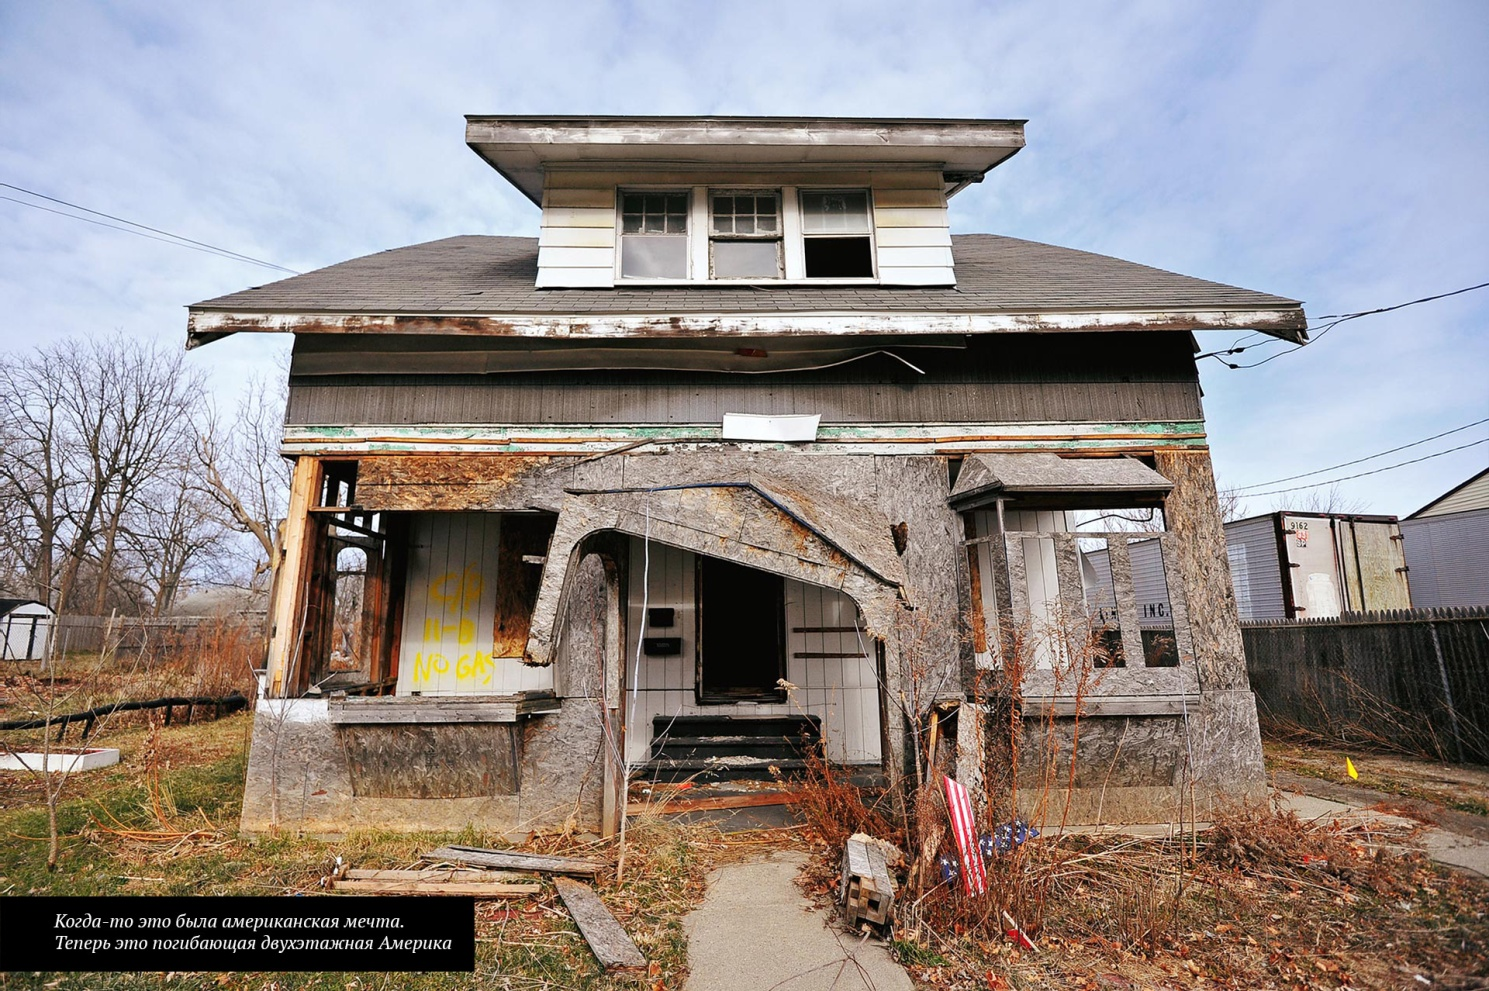 9162
INC.
NO GAS
Когда-то это была американская мечта.
Теперь это погибающая двухэтажная Америка